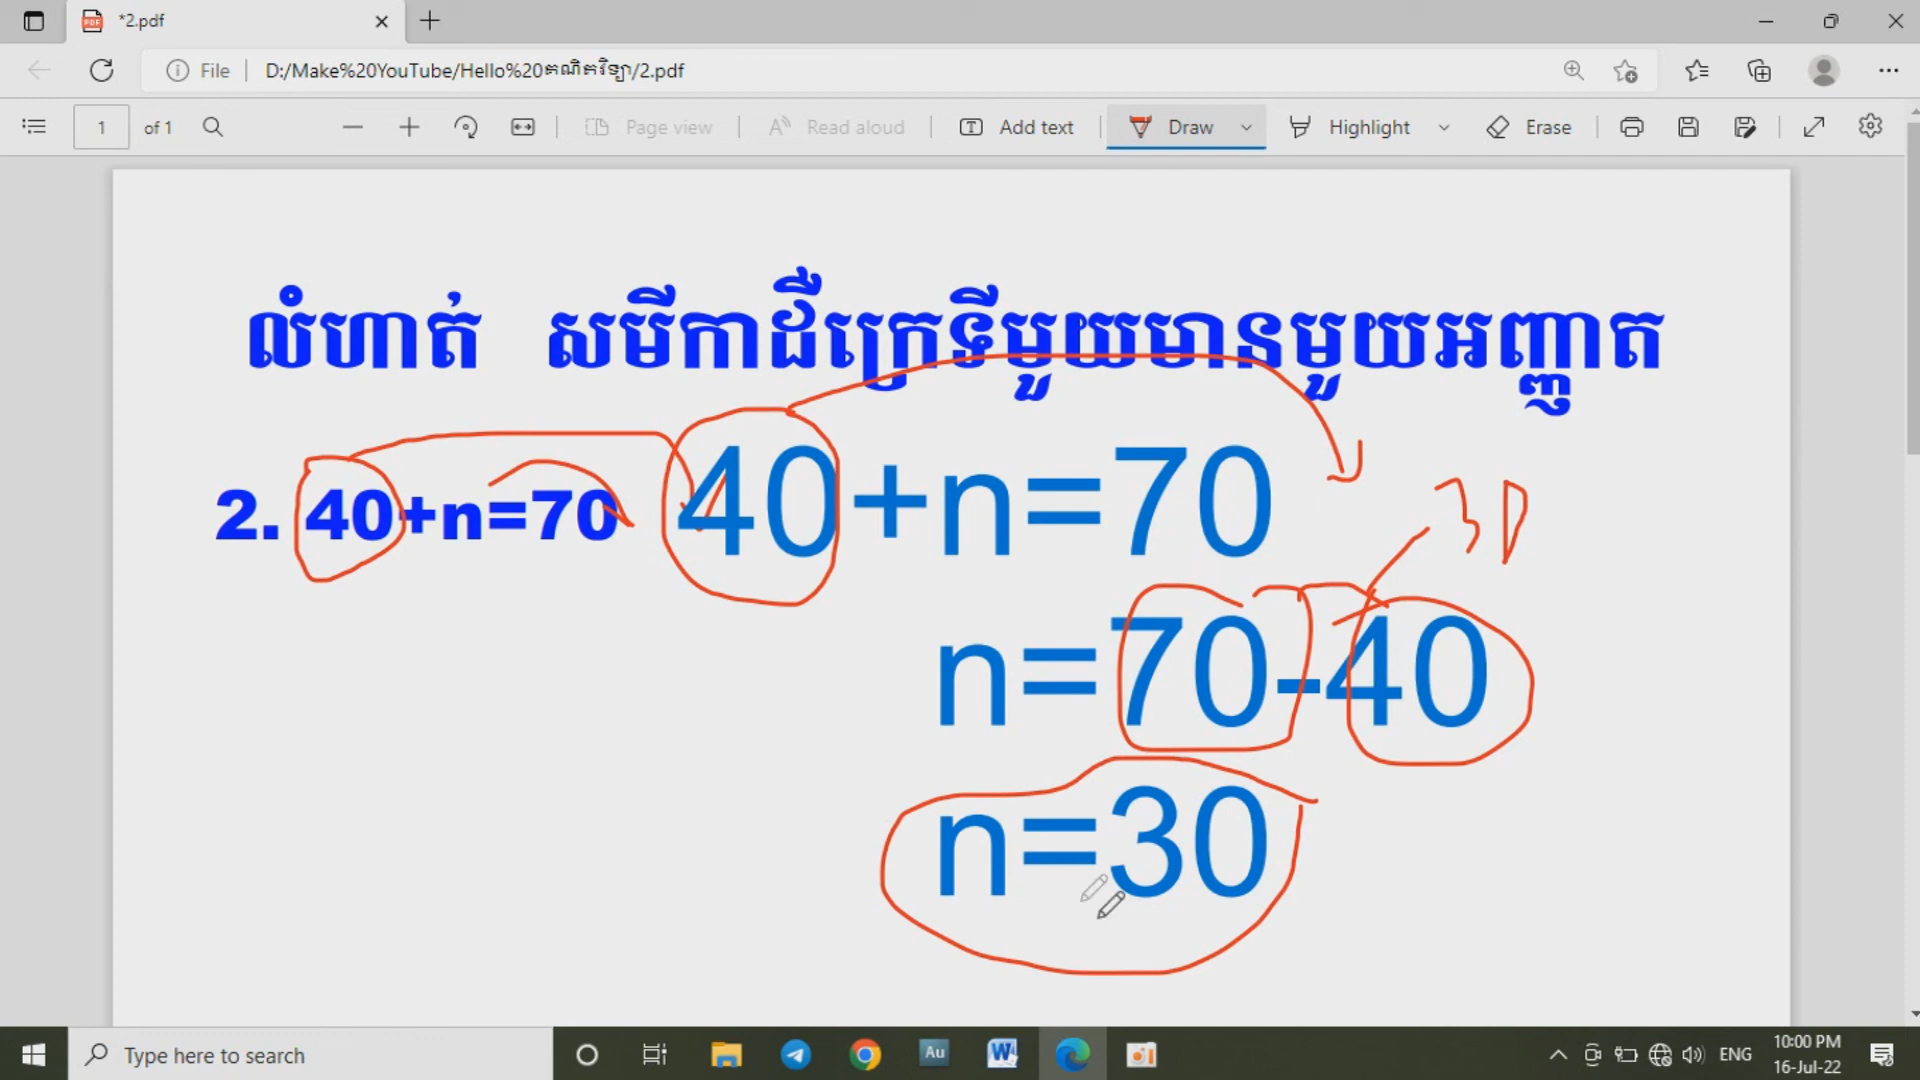 *2.pdf
File D:/Make%20YouTube/Hello%20គណិតវិទ្យា/2.pdf
1 of 1 Page view Read aloud Add text Draw Highlight Erase
លំហាត់ សមីកាដឺក្រេទីមួយមានមួយអញ្ញាត
2. 40+n=70
40+n=70
30
n=70-40
n=30
Type here to search Au W ENG 10:00 PM
16-Jul-22